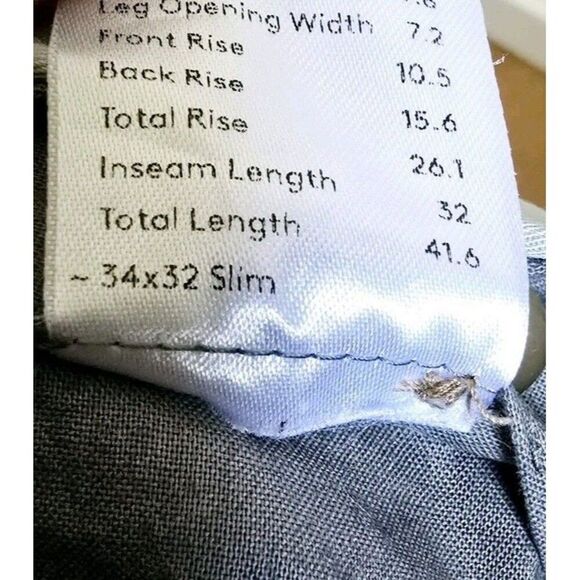 Leg Opening Width 7.2
Front Rise 10.5
Back Rise 15.6
Total Rise 26.1
Inseam Length 32
Total Length 41.6
~ 34x32 Slim